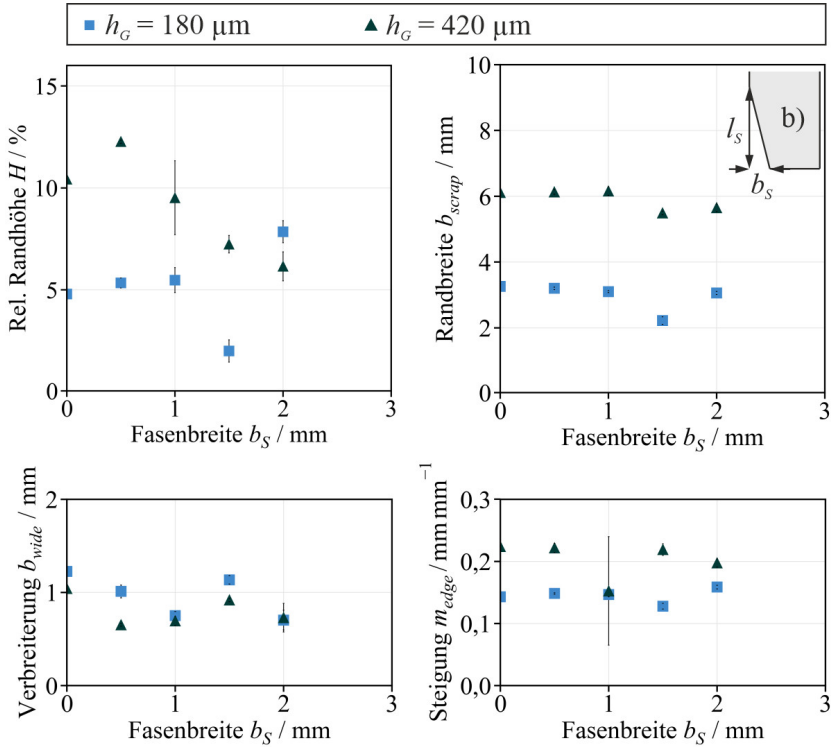 h_G = 180 µm h_G = 420 µm
Rel. Randhöhe H / %
15
10
5
0
0 1 2 3
Fasenbreite b_S / mm
Randbreite b_scrap / mm
10
8
6
4
2
0
0 1 2 3
Fasenbreite b_S / mm
l_S
b)
b_S
Verbreiterung b_wide / mm
2
1
0
0 1 2 3
Fasenbreite b_S / mm
Steigung m_edge / mm mm⁻¹
0,3
0,2
0,1
0,0
0 1 2 3
Fasenbreite b_S / mm